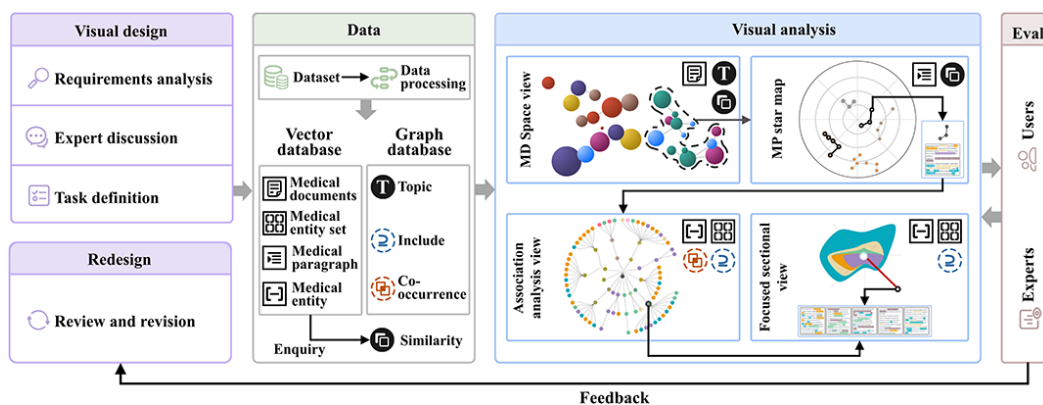 Visual design
Requirements analysis
Expert discussion
Task definition
Redesign
Review and revision
Data
Dataset
Data
processing
Vector
database
Graph
database
Medical
documents
Medical
entity set
Medical
paragraph
Medical
entity
T Topic
Include
Co-
occurrence
Enquiry
Similarity
Visual analysis
MD Space view
T
MP star map
Association
analysis view
Focused sectional
view
Eval
Users
Experts
Feedback